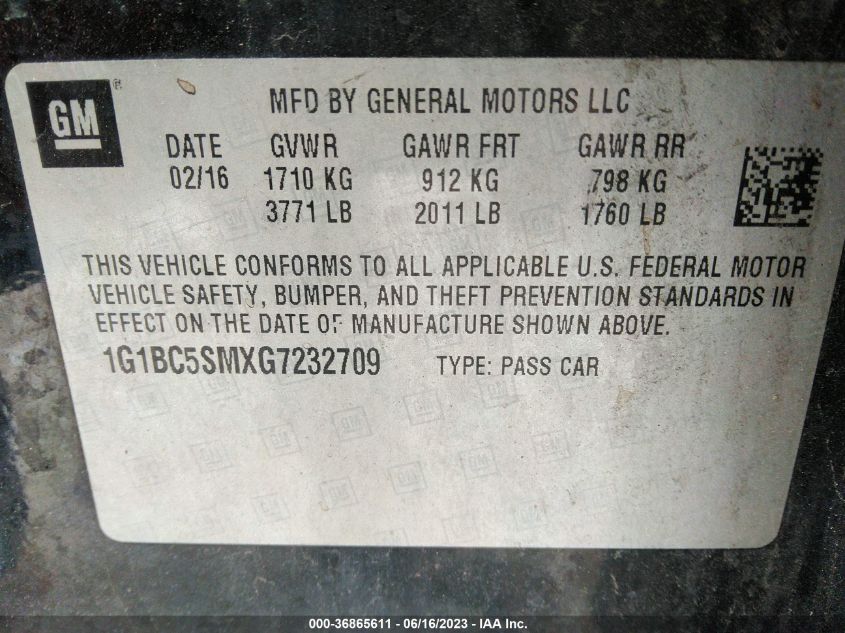 GM ®
MFD BY GENERAL MOTORS LLC
DATE GVWR GAWR FRT GAWR RR
02/16 1710 KG 912 KG 798 KG
3771 LB 2011 LB 1760 LB
THIS VEHICLE CONFORMS TO ALL APPLICABLE U.S. FEDERAL MOTOR
VEHICLE SAFETY, BUMPER, AND THEFT PREVENTION STANDARDS IN
EFFECT ON THE DATE OF MANUFACTURE SHOWN ABOVE.
1G1BC5SMXG7232709 TYPE: PASS CAR
000-36865611 - 06/16/2023 - IAA Inc.